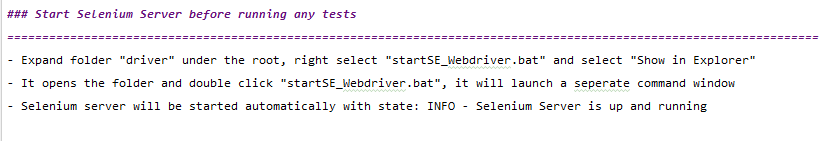 ### Start Selenium Server before running any tests
====================================================================================================================
- Expand folder "driver" under the root, right select "startSE_Webdriver.bat" and select "Show in Explorer"
- It opens the folder and double click "startSE_Webdriver.bat", it will launch a seperate command window
- Selenium server will be started automatically with state: INFO - Selenium Server is up and running